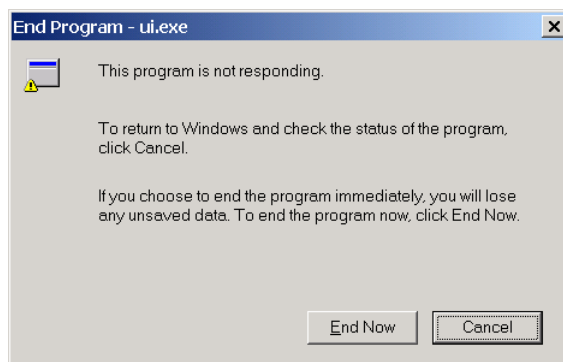 End Program - ui.exe
This program is not responding.
To return to Windows and check the status of the program,
click Cancel.
If you choose to end the program immediately, you will lose
any unsaved data. To end the program now, click End Now.
End Now
Cancel